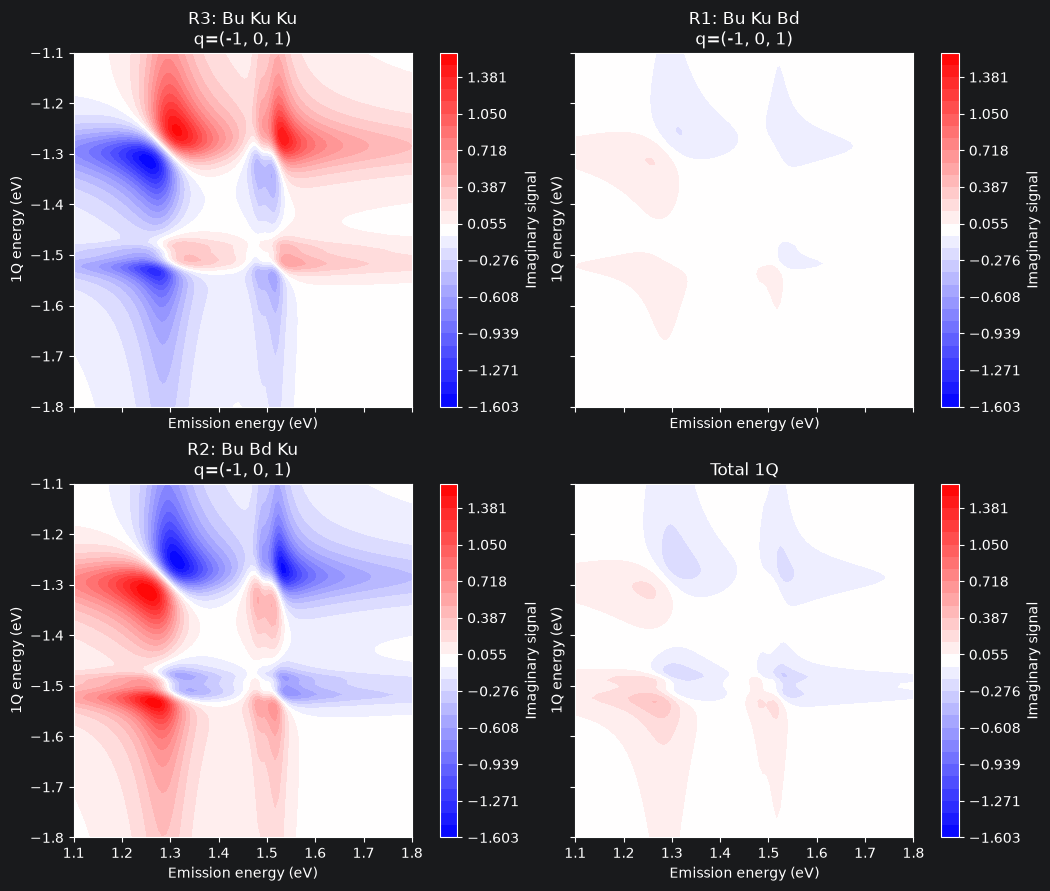 R3: Bu Ku Ku
q=(-1, 0, 1)
−1.1
−1.2
−1.3
−1.4
−1.5
−1.6
−1.7
−1.8
1Q energy (eV)
Emission energy (eV)
1.381
1.050
0.718
0.387
0.055
−0.276
−0.608
−0.939
−1.271
−1.603
Imaginary signal
R1: Bu Ku Bd
q=(-1, 0, 1)
1Q energy (eV)
Emission energy (eV)
1.381
1.050
0.718
0.387
0.055
−0.276
−0.608
−0.939
−1.271
−1.603
Imaginary signal
R2: Bu Bd Ku
q=(-1, 0, 1)
−1.1
−1.2
−1.3
−1.4
−1.5
−1.6
−1.7
−1.8
1Q energy (eV)
1.1 1.2 1.3 1.4 1.5 1.6 1.7 1.8
Emission energy (eV)
1.381
1.050
0.718
0.387
0.055
−0.276
−0.608
−0.939
−1.271
−1.603
Imaginary signal
Total 1Q
1Q energy (eV)
1.1 1.2 1.3 1.4 1.5 1.6 1.7 1.8
Emission energy (eV)
1.381
1.050
0.718
0.387
0.055
−0.276
−0.608
−0.939
−1.271
−1.603
Imaginary signal